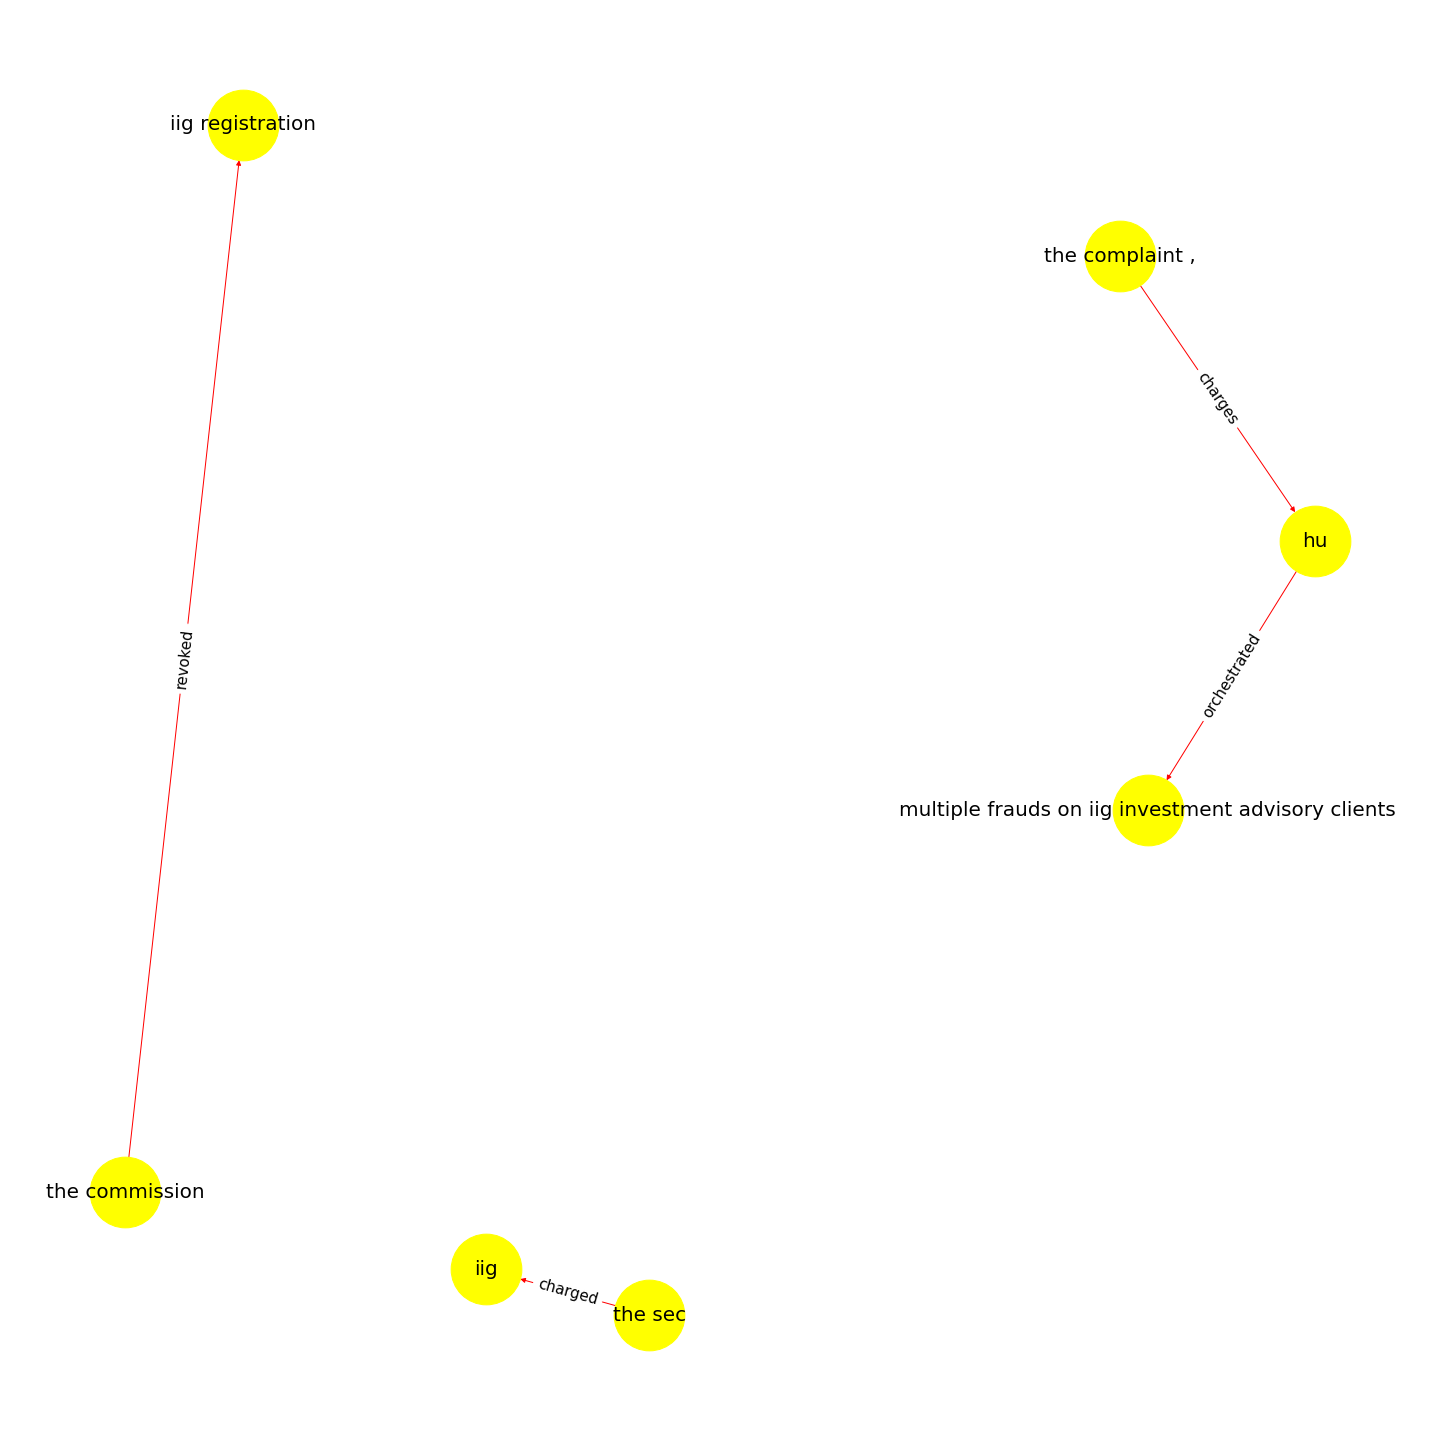 iig registration
the complaint ,
charges
hu
revoked
orchestrated
multiple frauds on iig investment advisory clients
the commission
iig
charged
the sec